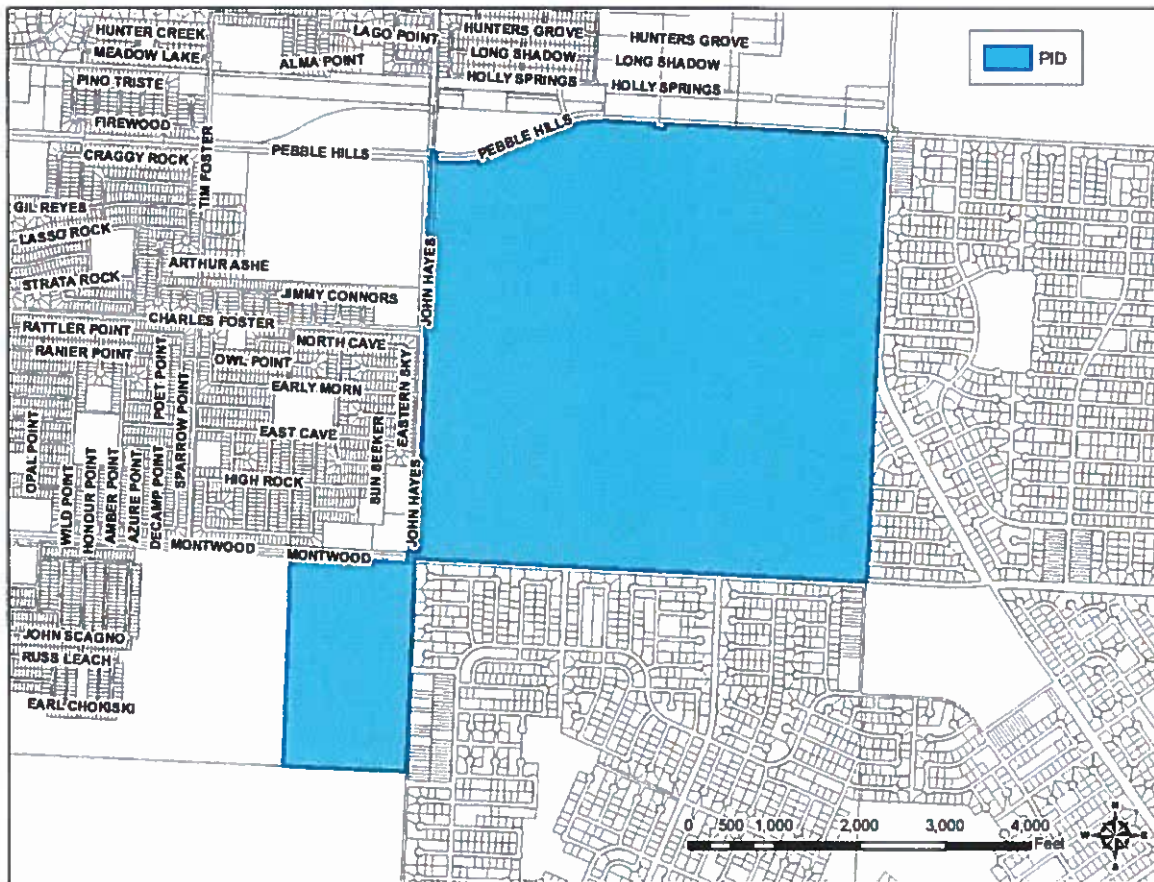 HUNTER CREEK
MEADOW LAKE
LAGO POINT
ALMA POINT
HUNTERS GROVE
LONG SHADOW
HOLLY SPRINGS
HUNTERS GROVE
LONG SHADOW
HOLLY SPRINGS
PID
PINO TRISTE
FIREWOOD
TIM FOSTER
CRAGGY ROCK
PEBBLE HILLS
PEBBLE HILLS
GIL REYES
LASSO ROCK
STRATA ROCK
ARTHUR ASHE
JIMMY CONNORS
JOHN HAYES
RATTLER POINT
CHARLES FOSTER
RANIER POINT
NORTH CAVE
OWL POINT
POET POINT
SPARROW POINT
EARLY MORN
EASTERN SKY
EAST CAVE
SUN SEEKER
HIGH ROCK
OPAL POINT
WILD POINT
HONOUR POINT
AMBER POINT
AZURE POINT
DECAMP POINT
JOHN HAYES
MONTWOOD
MONTWOOD
JOHN SCAGNO
RUSS LEACH
EARL CHOKISKI
0 500 1,000 2,000 3,000 4,000
Feet
N
W E
S